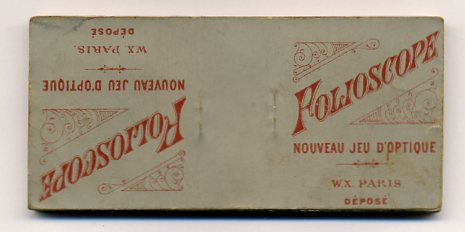 FOLIOSCOPE
NOUVEAU JEU D'OPTIQUE
W.X. PARIS
DÉPOSÉ
FOLIOSCOPE
NOUVEAU JEU D'OPTIQUE
W.X. PARIS.
DÉPOSÉ